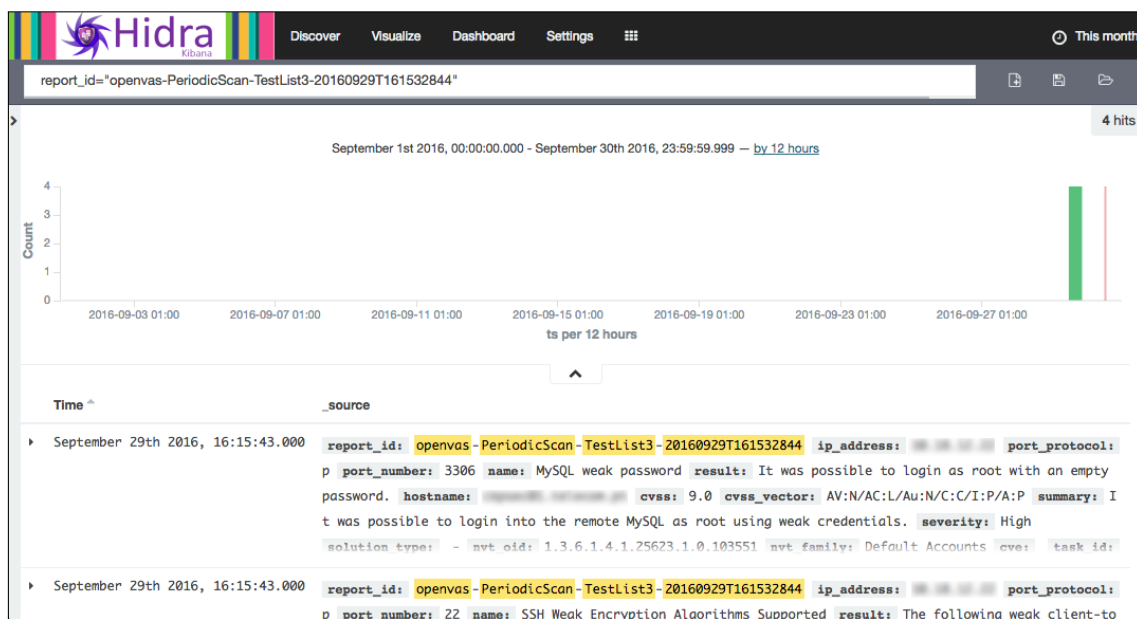 Hidra
Kibana
Discover Visualize Dashboard Settings This month
report_id="openvas-PeriodicScan-TestList3-20160929T161532844"
4 hits
September 1st 2016, 00:00:00.000 - September 30th 2016, 23:59:59.999 — by 12 hours
4
3
2
1
0
Count
2016-09-03 01:00 2016-09-07 01:00 2016-09-11 01:00 2016-09-15 01:00 2016-09-19 01:00 2016-09-23 01:00 2016-09-27 01:00
ts per 12 hours
Time _source
September 29th 2016, 16:15:43.000 report_id: openvas-PeriodicScan-TestList3-20160929T161532844 ip_address: port_protocol:
p port_number: 3306 name: MySQL weak password result: It was possible to login as root with an empty
password. hostname: cvss: 9.0 cvss_vector: AV:N/AC:L/Au:N/C:C/I:P/A:P summary: I
t was possible to login into the remote MySQL as root using weak credentials. severity: High
solution_type: - nvt_oid: 1.3.6.1.4.1.25623.1.0.103551 nvt_family: Default Accounts cve: task_id:
September 29th 2016, 16:15:43.000 report_id: openvas-PeriodicScan-TestList3-20160929T161532844 ip_address: port_protocol:
p port_number: 22 name: SSH Weak Encryption Algorithms Supported result: The following weak client-to